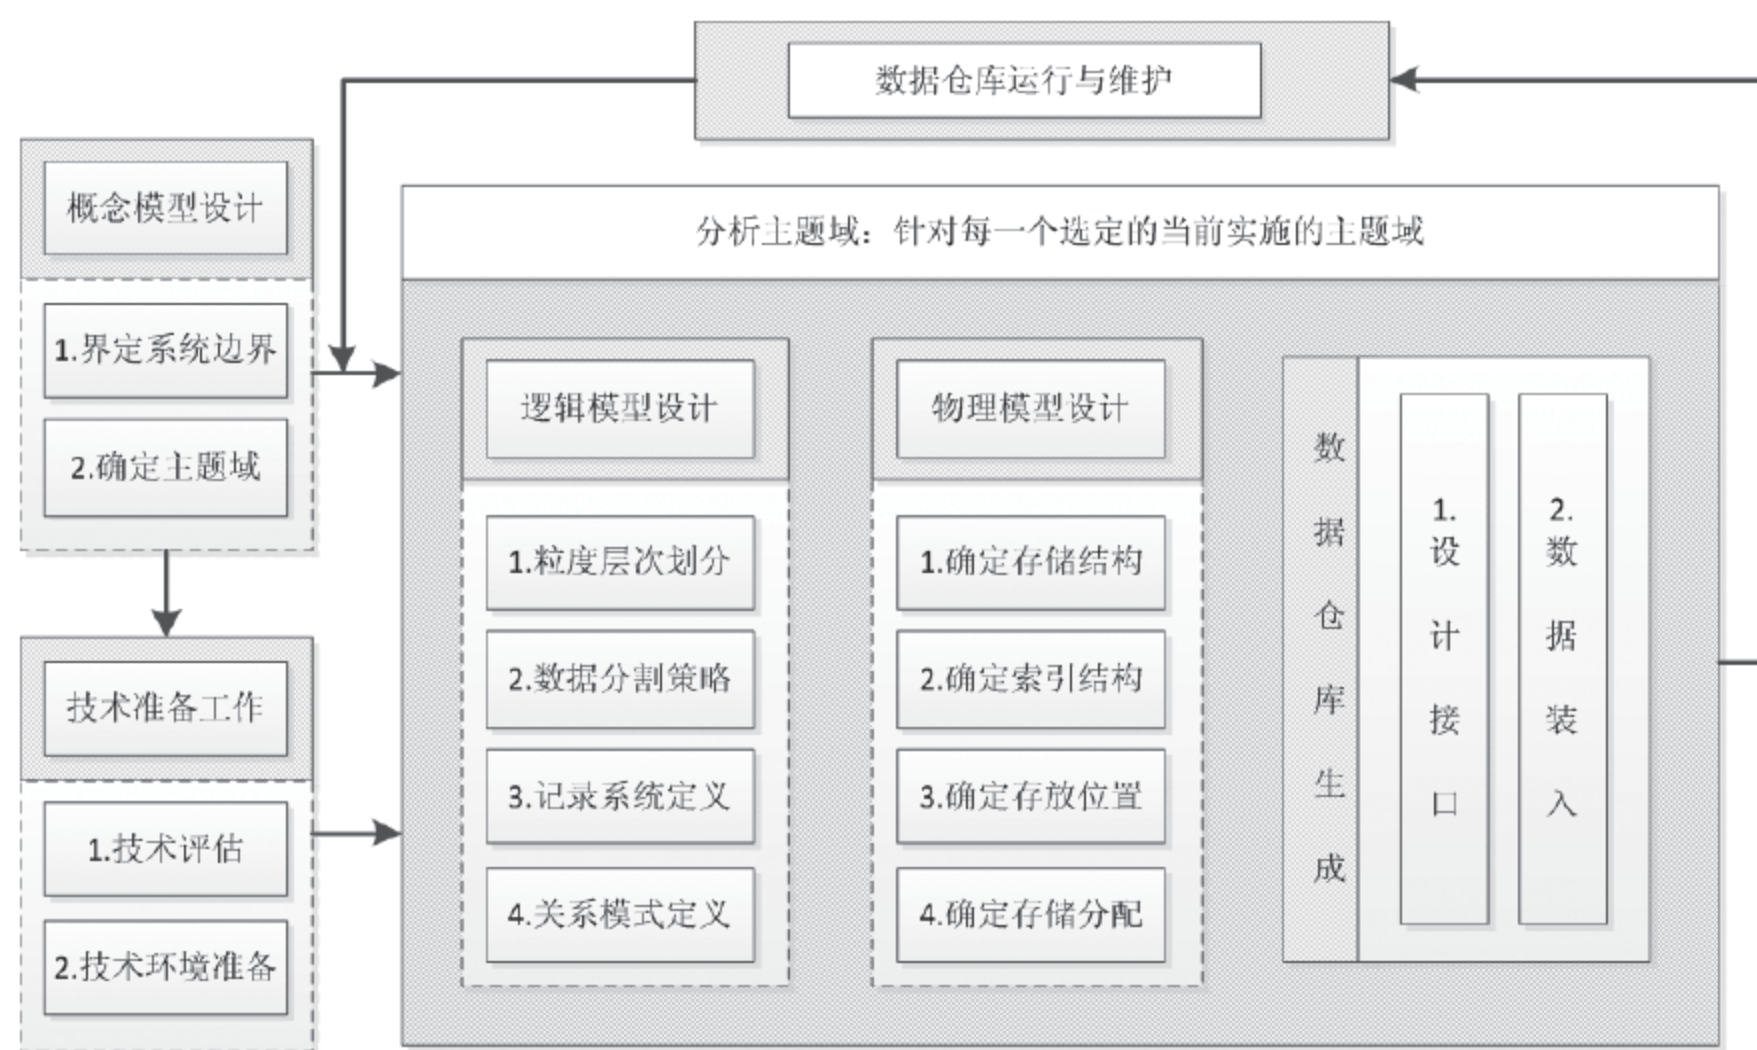 数据仓库运行与维护
概念模型设计
1.界定系统边界
2.确定主题域
技术准备工作
1.技术评估
2.技术环境准备
分析主题域：针对每一个选定的当前实施的主题域
逻辑模型设计
1.粒度层次划分
2.数据分割策略
3.记录系统定义
4.关系模式定义
物理模型设计
1.确定存储结构
2.确定索引结构
3.确定存放位置
4.确定存储分配
数据仓库生成
1.设计接口
2.数据装入